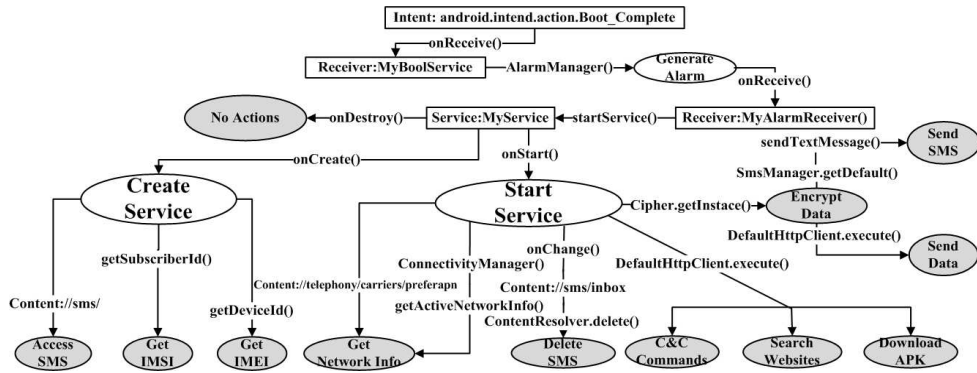 Intent: android.intend.action.Boot_Complete
onReceive()
Receiver:MyBoolService
AlarmManager()
Generate
Alarm
onReceive()
No Actions
onDestroy()
Service:MyService
startService()
Receiver:MyAlarmReceiver()
sendTextMessage()
Send
SMS
onCreate()
onStart()
SmsManager.getDefault()
Create
Service
Start
Service
Cipher.getInstace()
Encrypt
Data
DefaultHttpClient.execute()
Send
Data
getSubscriberId()
onChange()
ConnectivityManager()
DefaultHttpClient.execute()
Content://telephony/carriers/preferapn
Content://sms/inbox
Content://sms/
getDeviceId()
getActiveNetworkInfo()
ContentResolver.delete()
Access
SMS
Get
IMSI
Get
IMEI
Get
Network Info
Delete
SMS
C&C
Commands
Search
Websites
Download
APK